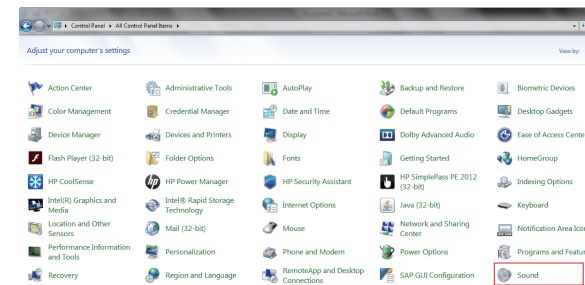 Control Panel ▸ All Control Panel Items ▸
Adjust your computer's settings
View by:
Action Center
Administrative Tools
AutoPlay
Backup and Restore
Biometric Devices
Color Management
Credential Manager
Date and Time
Default Programs
Desktop Gadgets
Device Manager
Devices and Printers
Display
Dolby Advanced Audio
Ease of Access Cente
Flash Player (32-bit)
Folder Options
Fonts
Getting Started
HomeGroup
HP CoolSense
HP Power Manager
HP Security Assistant
HP SimplePass PE 2012
(32-bit)
Indexing Options
Intel(R) Graphics and
Media
Intel® Rapid Storage
Technology
Internet Options
Java (32-bit)
Keyboard
Location and Other
Sensors
Mail (32-bit)
Mouse
Network and Sharing
Center
Notification Area Icon
Performance Information
and Tools
Personalization
Phone and Modem
Power Options
Programs and Featur
Recovery
Region and Language
RemoteApp and Desktop
Connections
SAP GUI Configuration
Sound